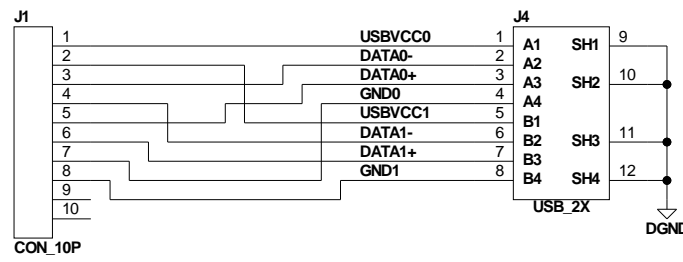 J1 J4
1 USBVCC0 1 A1 SH1 9
2 DATA0- 2 A2
3 DATA0+ 3 A3 SH2 10
4 GND0 4 A4
5 USBVCC1 5 B1
6 DATA1- 6 B2 SH3 11
7 DATA1+ 7 B3
8 GND1 8 B4 SH4 12
9
10
USB_2X
DGND
CON_10P